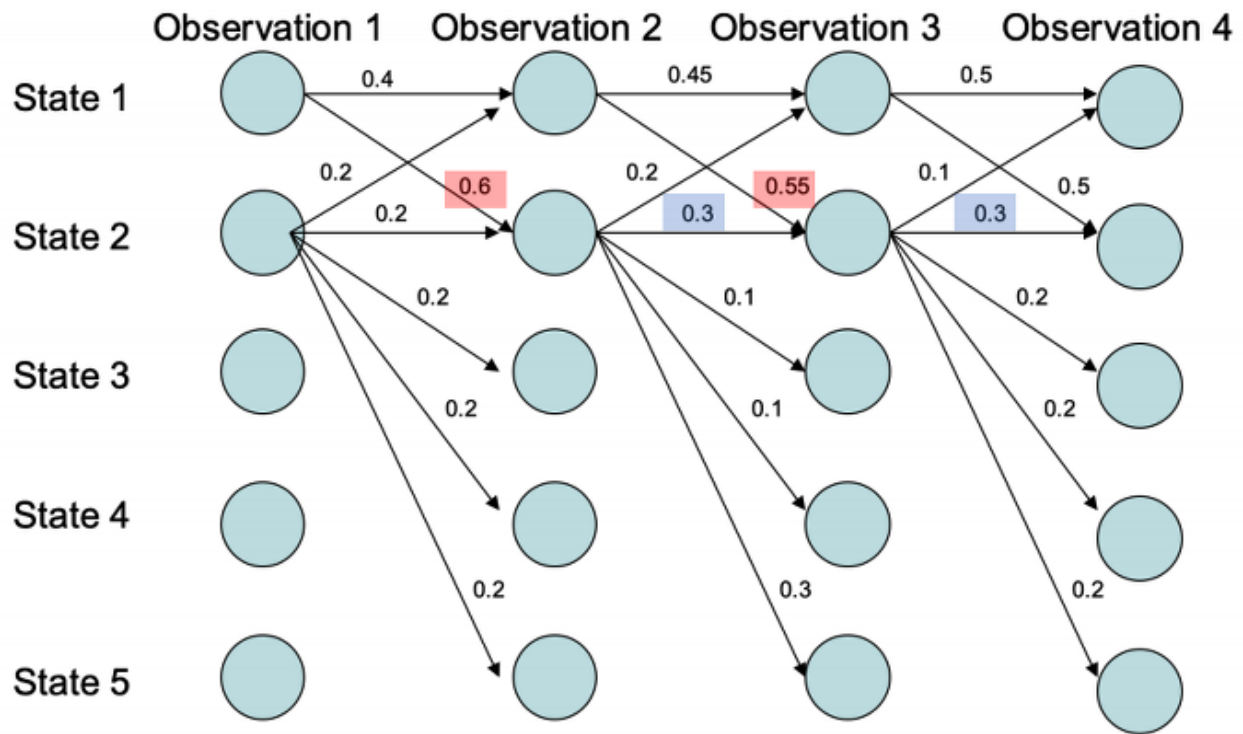 Observation 1 Observation 2 Observation 3 Observation 4
State 1
0.4 0.45 0.5
0.2 0.6 0.2 0.55 0.1 0.5
State 2
0.2 0.3 0.3
0.2 0.1 0.2
State 3
0.2 0.1 0.2
State 4
0.2 0.3 0.2
State 5